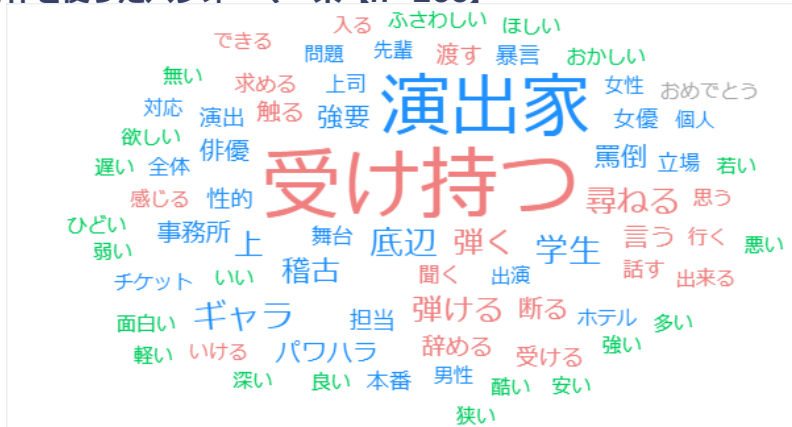 入る ふさわしい ほしい
できる 問題 先輩 渡す 暴言 おかしい
無い 求める 上司 演出家 女性 おめでとう
対応 演出 触る 強要 女優 個人
欲しい 俳優 受け持つ 罵倒 立場 若い
遅い 全体
感じる 性的 尋ねる 思う
ひどい 事務所 上 舞台 底辺 弾く 学生 言う 行く 悪い
弱い
チケット いい 稽古 聞く 出演 話す 出来る
面白い ギャラ 担当 弾ける 断る ホテル 多い
軽い いける パワハラ 辞める 受ける 強い
深い 良い 本番 男性 酷い 安い
狭い